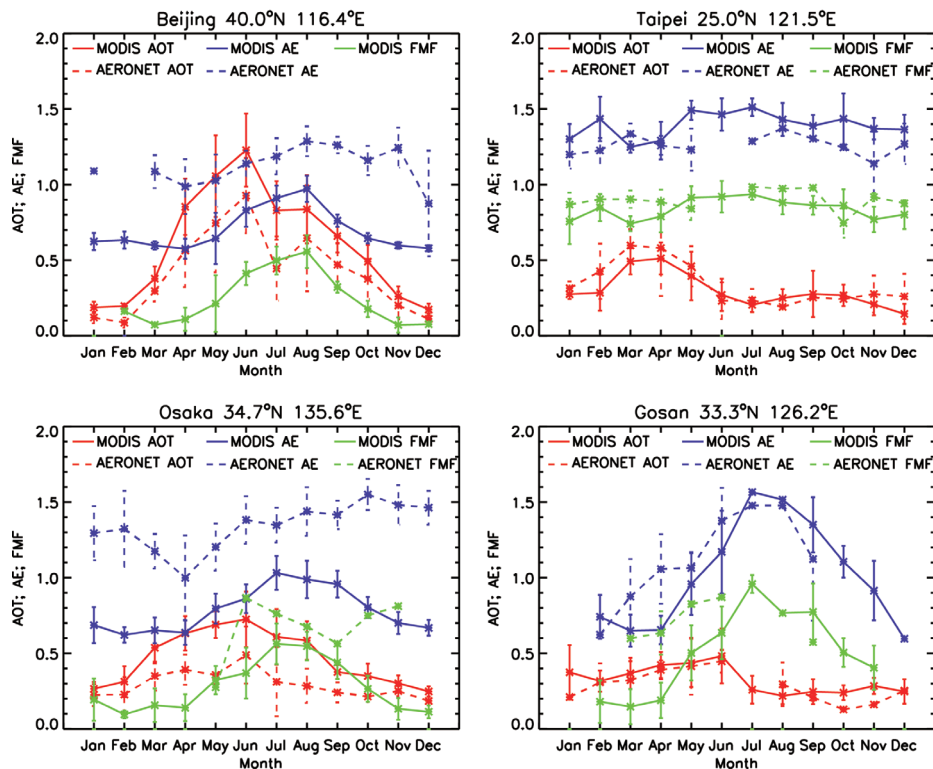 Beijing 40.0°N 116.4°E
2.0
1.5
1.0
0.5
0.0
AOT; AE; FMF
MODIS AOT MODIS AE MODIS FMF
AERONET AOT AERONET AE
Jan Feb Mar Apr May Jun Jul Aug Sep Oct Nov Dec
Month
Taipei 25.0°N 121.5°E
2.0
1.5
1.0
0.5
0.0
AOT; AE; FMF
MODIS AOT MODIS AE MODIS FMF
AERONET AOT AERONET AE AERONET FMF
Jan Feb Mar Apr May Jun Jul Aug Sep Oct Nov Dec
Month
Osaka 34.7°N 135.6°E
2.0
1.5
1.0
0.5
0.0
AOT; AE; FMF
MODIS AOT MODIS AE MODIS FMF
AERONET AOT AERONET AE AERONET FMF
Jan Feb Mar Apr May Jun Jul Aug Sep Oct Nov Dec
Month
Gosan 33.3°N 126.2°E
2.0
1.5
1.0
0.5
0.0
AOT; AE; FMF
MODIS AOT MODIS AE MODIS FMF
AERONET AOT AERONET AE AERONET FMF
Jan Feb Mar Apr May Jun Jul Aug Sep Oct Nov Dec
Month